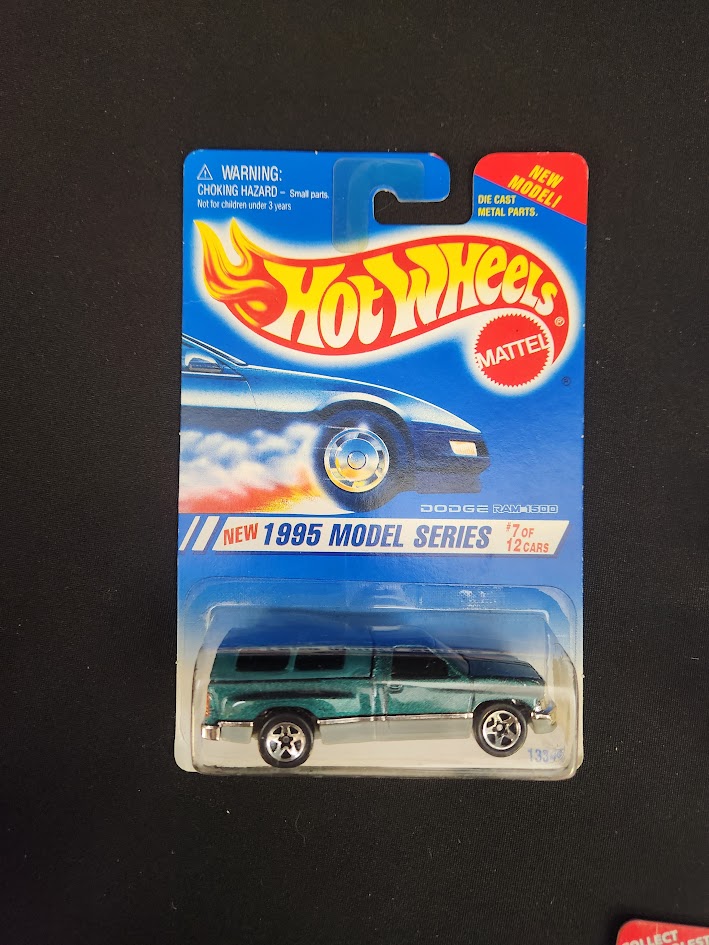 WARNING:
CHOKING HAZARD – Small parts.
Not for children under 3 years
NEW
MODEL!
DIE CAST
METAL PARTS.
HOT WHEELS®
MATTEL
®
DODGE RAM 1500
NEW 1995 MODEL SERIES
#7 OF
12 CARS
COLLECT